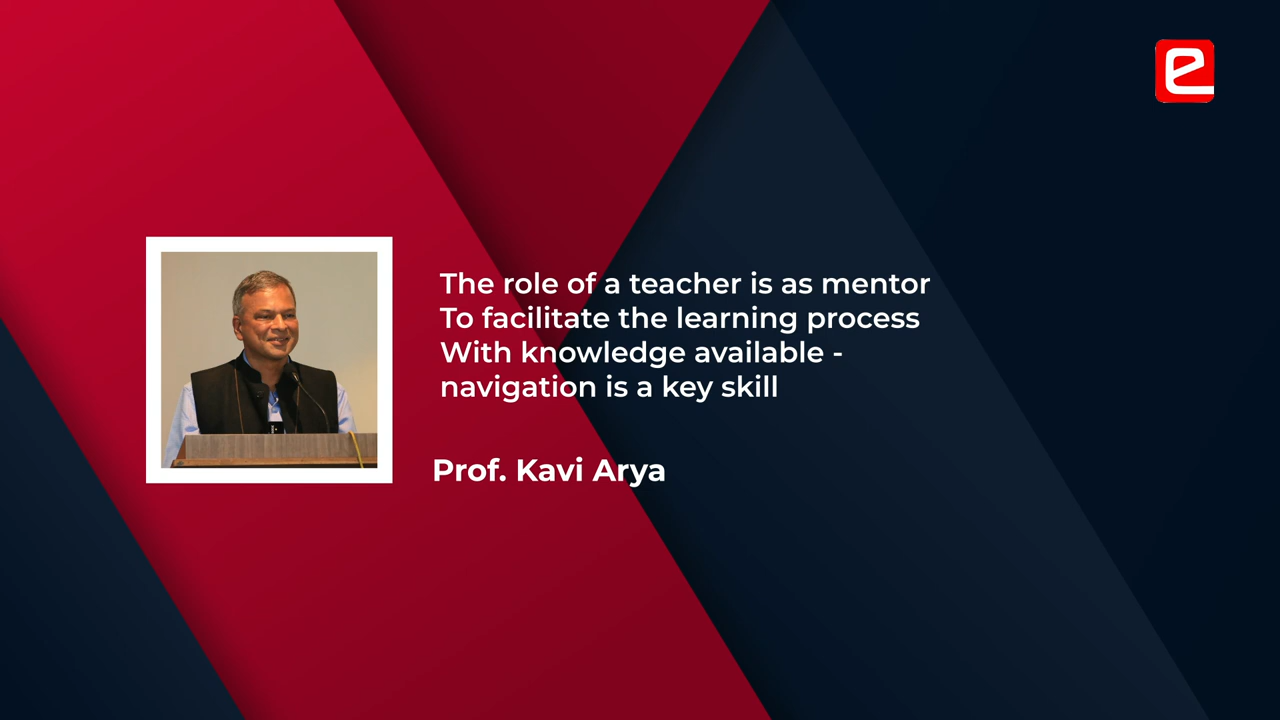 e
The role of a teacher is as mentor
To facilitate the learning process
With knowledge available -
navigation is a key skill
Prof. Kavi Arya